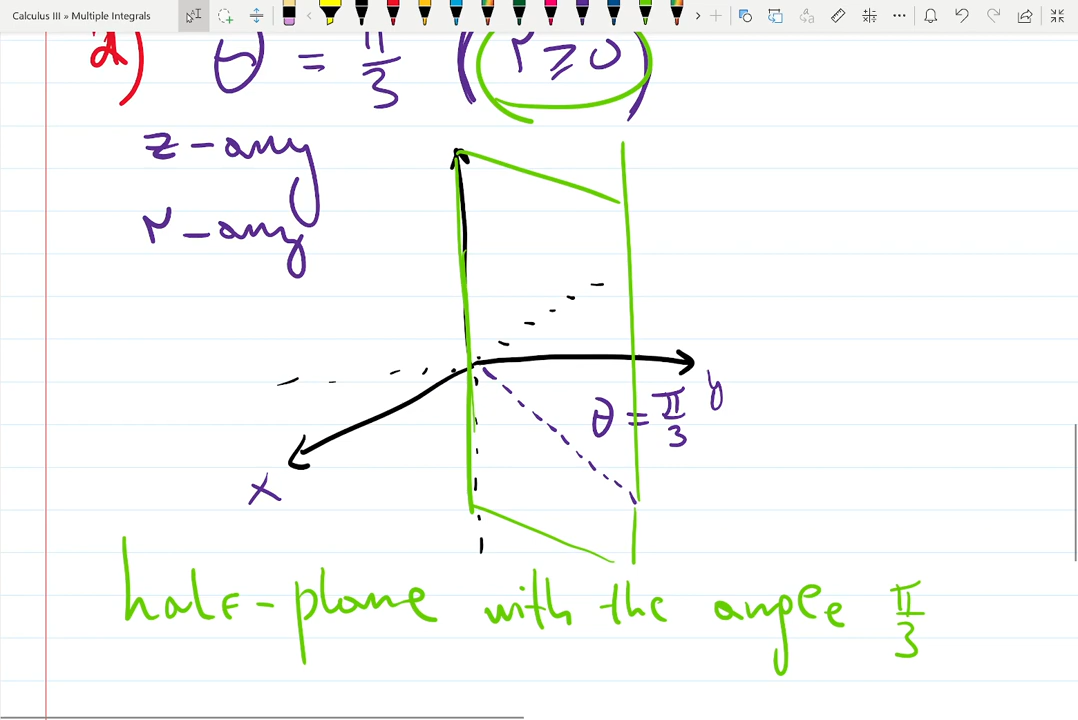 Calculus III » Multiple Integrals
d) θ = π/3 (r ≥ 0)
z - any
r - any
θ = π/3
y
x
half-plane with the angle π/3